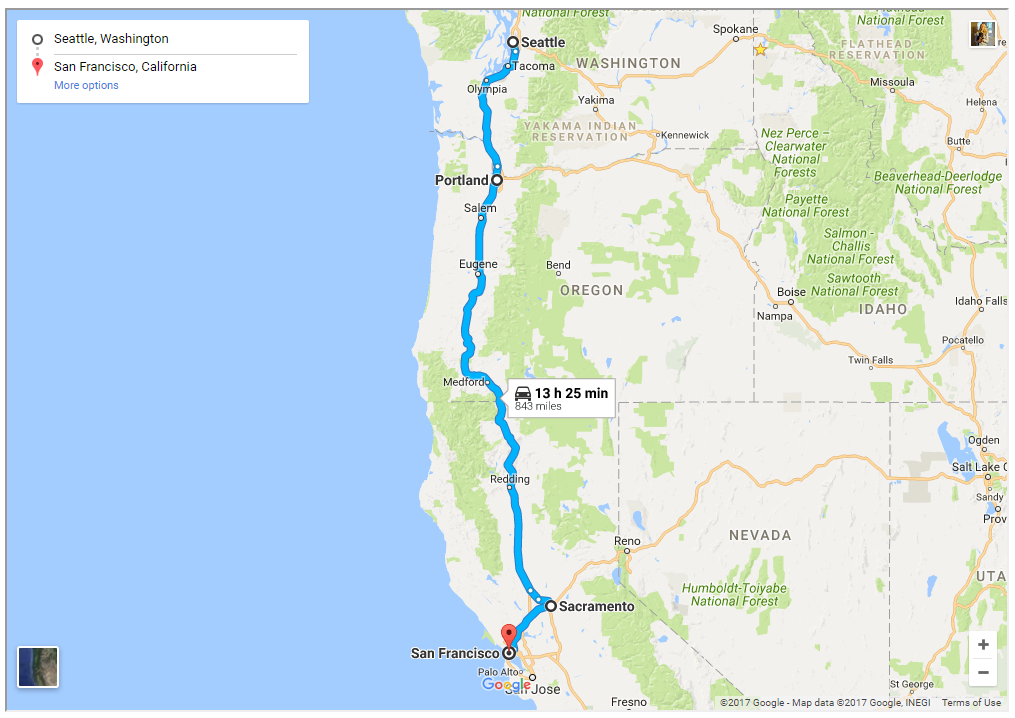 Seattle, Washington
San Francisco, California
More options
National Forest
National Forest
Spokane
Seattle
FLATHEAD
RESERVATION
Tacoma
WASHINGTON
Missoula
Olympia
Yakima
Helena
YAKAMA INDIAN
RESERVATION
Kennewick
Nez Perce –
Clearwater
National
Forests
Butte
Portland
Beaverhead-Deerlodge
National Forest
Salem
Payette
National Forest
Salmon -
Challis
National Forest
Eugene
Bend
Sawtooth
National Forest
OREGON
Boise
IDAHO
Idaho Falls
Nampa
Pocatello
Twin Falls
Medford
13 h 25 min
843 miles
Ogden
Salt Lake C
Redding
Sandy
Prov
Reno
NEVADA
UTA
Humboldt-Toiyabe
National Forest
Sacramento
San Francisco
Palo Alto
Google
San Jose
St George
Fresno
©2017 Google - Map data ©2017 Google, INEGI Terms of Use